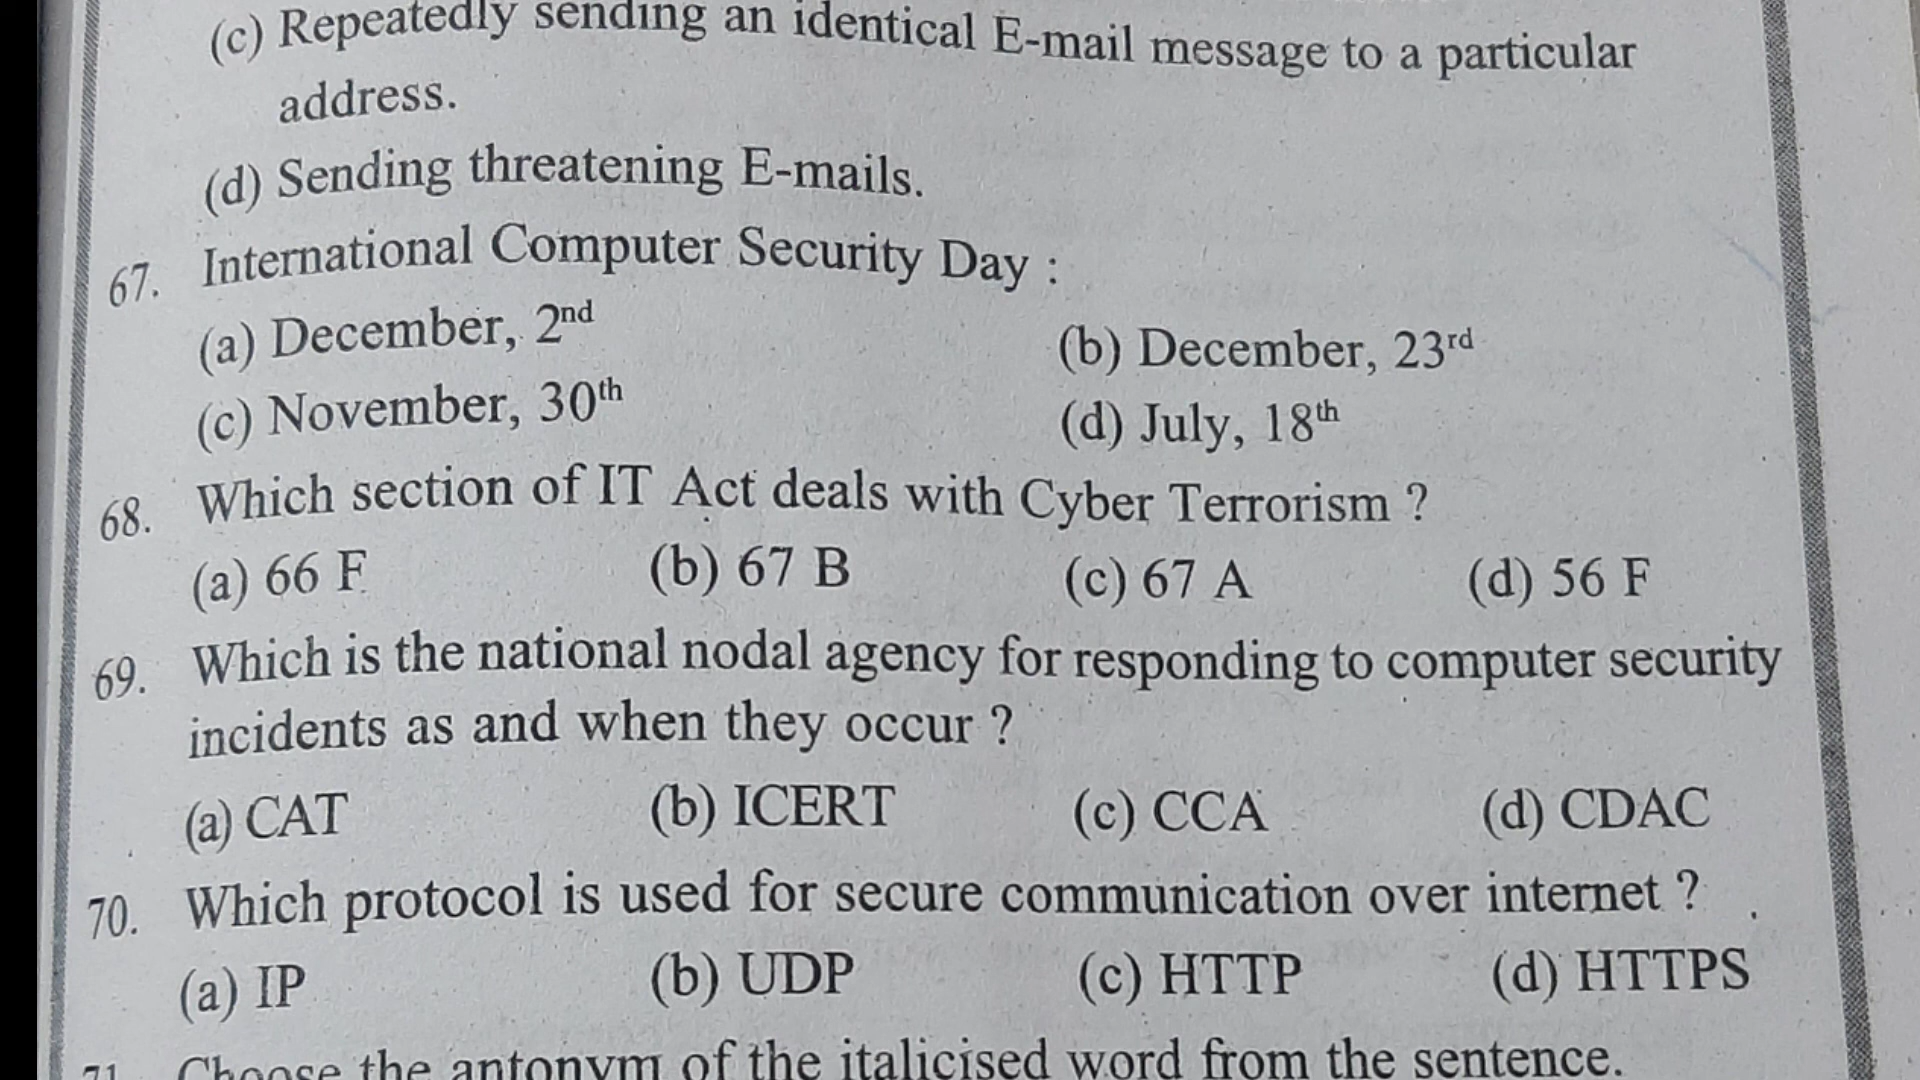 (c) Repeatedly sending an identical E-mail message to a particular
address.
(d) Sending threatening E-mails.
67. International Computer Security Day :
(a) December, 2nd (b) December, 23rd
(c) November, 30th (d) July, 18th
68. Which section of IT Act deals with Cyber Terrorism ?
(a) 66 F (b) 67 B (c) 67 A (d) 56 F
69. Which is the national nodal agency for responding to computer security
incidents as and when they occur ?
(a) CAT (b) ICERT (c) CCA (d) CDAC
70. Which protocol is used for secure communication over internet ?
(a) IP (b) UDP (c) HTTP (d) HTTPS
71. Choose the antonym of the italicised word from the sentence.